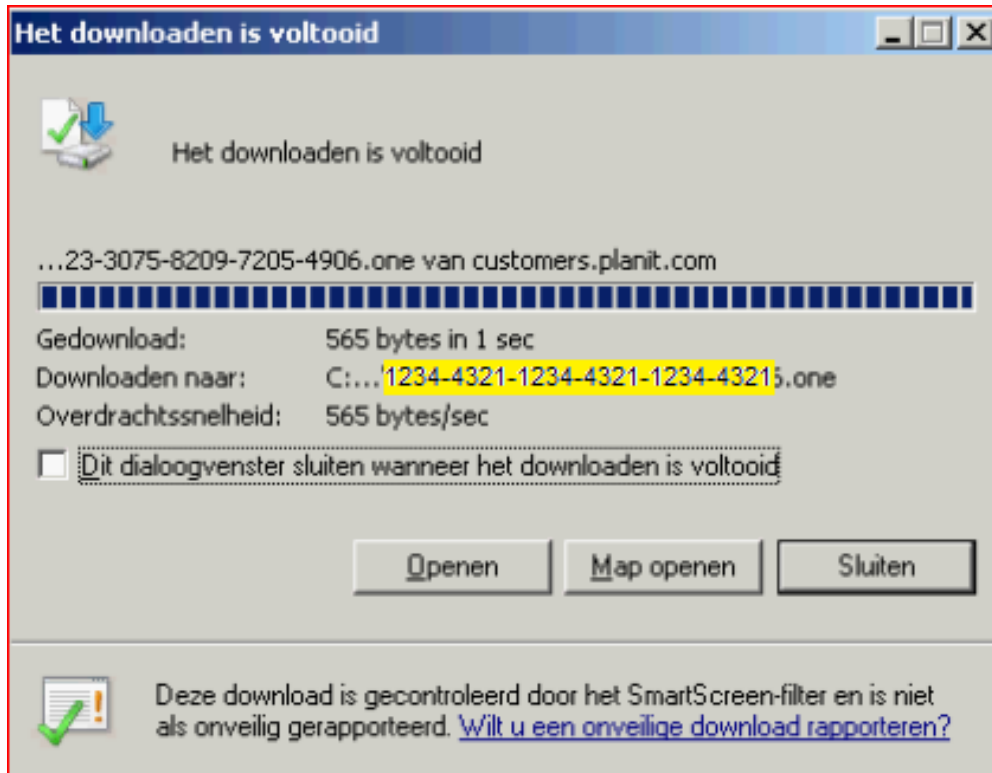 Het downloaden is voltooid
Het downloaden is voltooid
...23-3075-8209-7205-4906.one van customers.planit.com
Gedownload: 565 bytes in 1 sec
Downloaden naar: C:...'1234-4321-1234-4321-1234-43216.one
Overdrachtssnelheid: 565 bytes/sec
Dit dialoogvenster sluiten wanneer het downloaden is voltooid
Openen Map openen Sluiten
Deze download is gecontroleerd door het SmartScreen-filter en is niet
als onveilig gerapporteerd. Wilt u een onveilige download rapporteren?